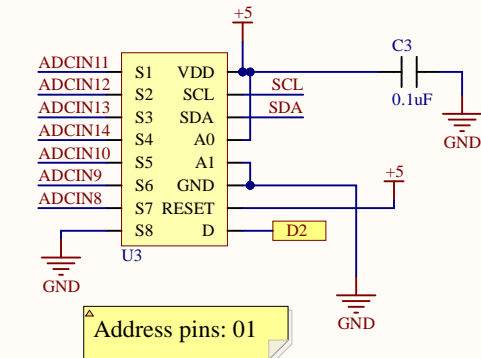 +5
C3
ADCIN11 S1 VDD
ADCIN12 S2 SCL SCL
0.1uF
ADCIN13 S3 SDA SDA
ADCIN14 S4 A0
GND
ADCIN10 S5 A1
ADCIN9 S6 GND
+5
ADCIN8 S7 RESET
S8 D D2
U3
GND
GND
Address pins: 01